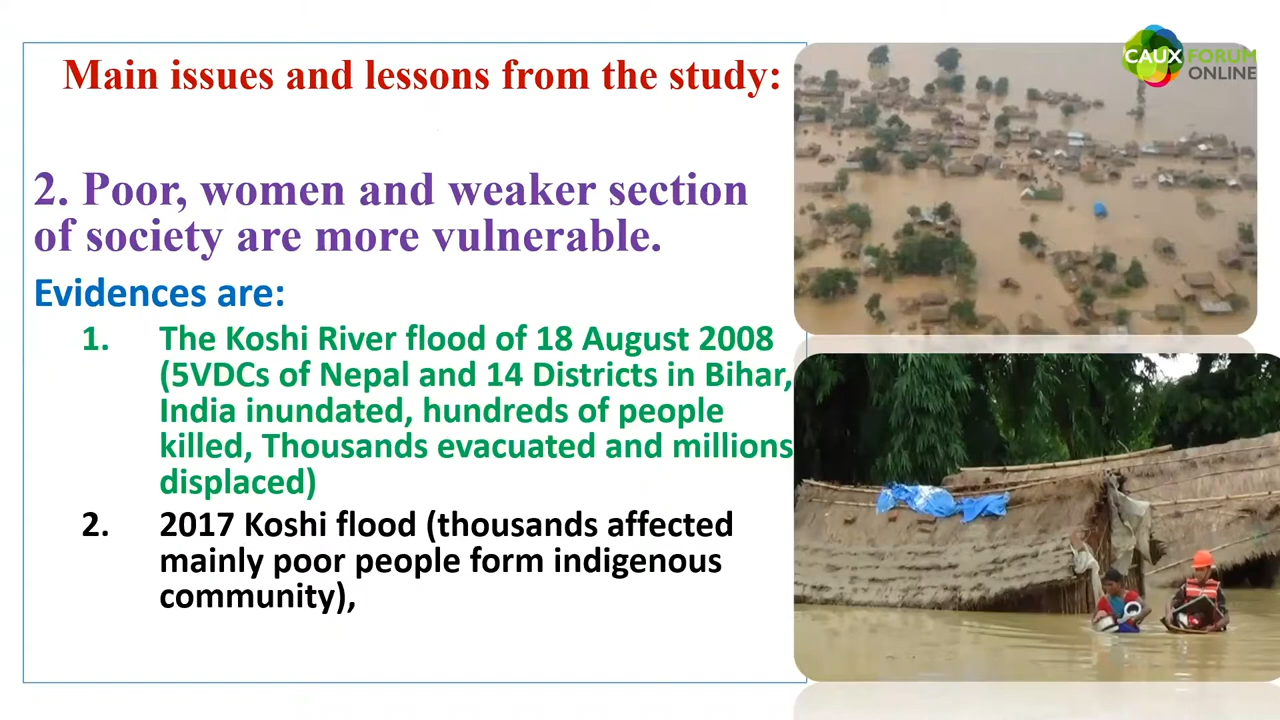 CAUX FORUM
ONLINE
Main issues and lessons from the study:
2. Poor, women and weaker section
of society are more vulnerable.
Evidences are:
1. The Koshi River flood of 18 August 2008
(5VDCs of Nepal and 14 Districts in Bihar,
India inundated, hundreds of people
killed, Thousands evacuated and millions
displaced)
2. 2017 Koshi flood (thousands affected
mainly poor people form indigenous
community),